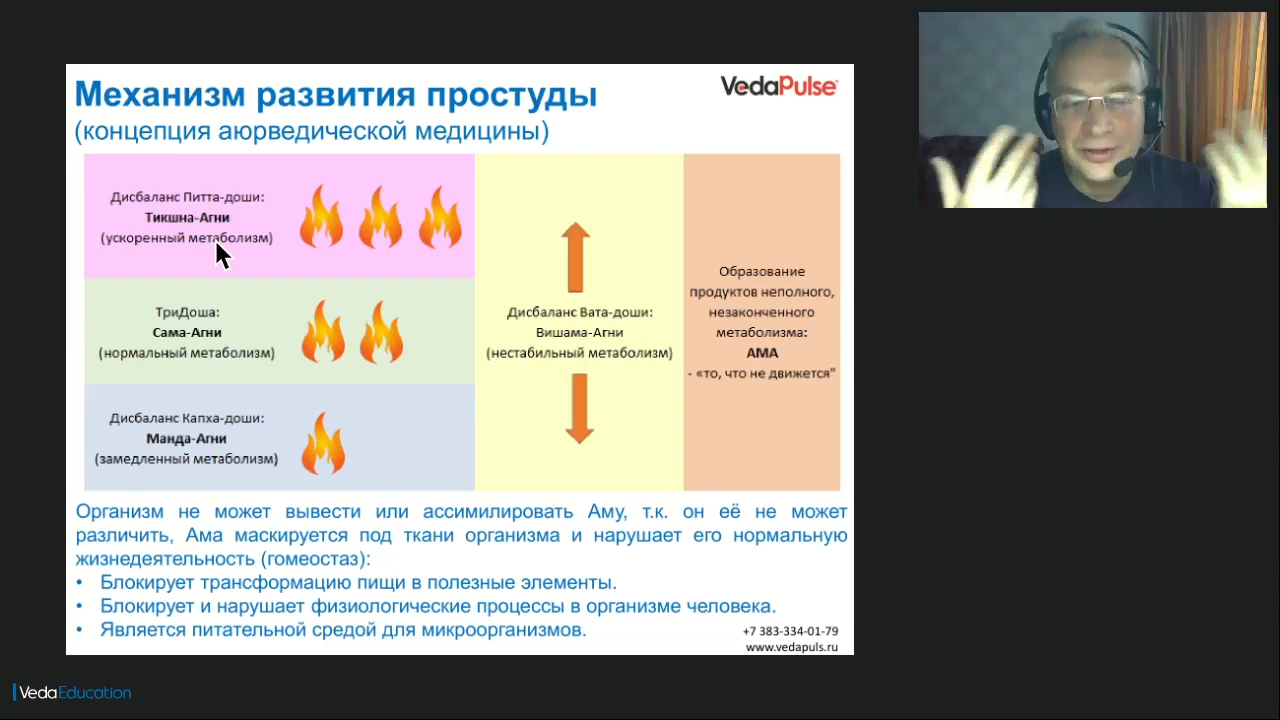 Механизм развития простуды
VedaPulse®
(концепция аюрведической медицины)
Дисбаланс Питта-доши:
Тикшна-Агни
(ускоренный метаболизм)
ТриДоша:
Сама-Агни
(нормальный метаболизм)
Дисбаланс Капха-доши:
Манда-Агни
(замедленный метаболизм)
Дисбаланс Вата-доши:
Вишама-Агни
(нестабильный метаболизм)
Образование
продуктов неполного,
незаконченного
метаболизма:
АМА
- «то, что не движется"
Организм не может вывести или ассимилировать Аму, т.к. он её не может
различить, Ама маскируется под ткани организма и нарушает его нормальную
жизнедеятельность (гомеостаз):
• Блокирует трансформацию пищи в полезные элементы.
• Блокирует и нарушает физиологические процессы в организме человека.
• Является питательной средой для микроорганизмов.
+7 383-334-01-79
www.vedapuls.ru
VedaEducation